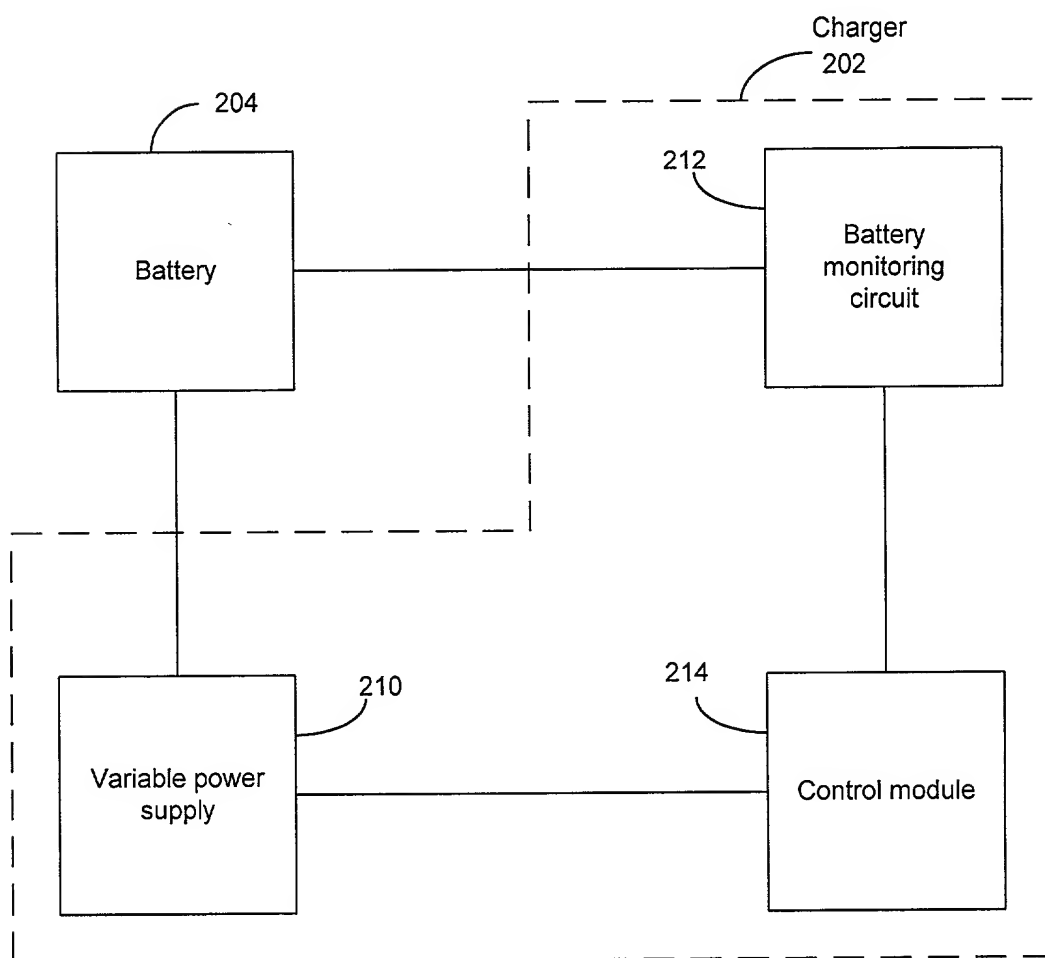 Charger
202
204
212
Battery
Battery
monitoring
circuit
210
214
Variable power
supply
Control module